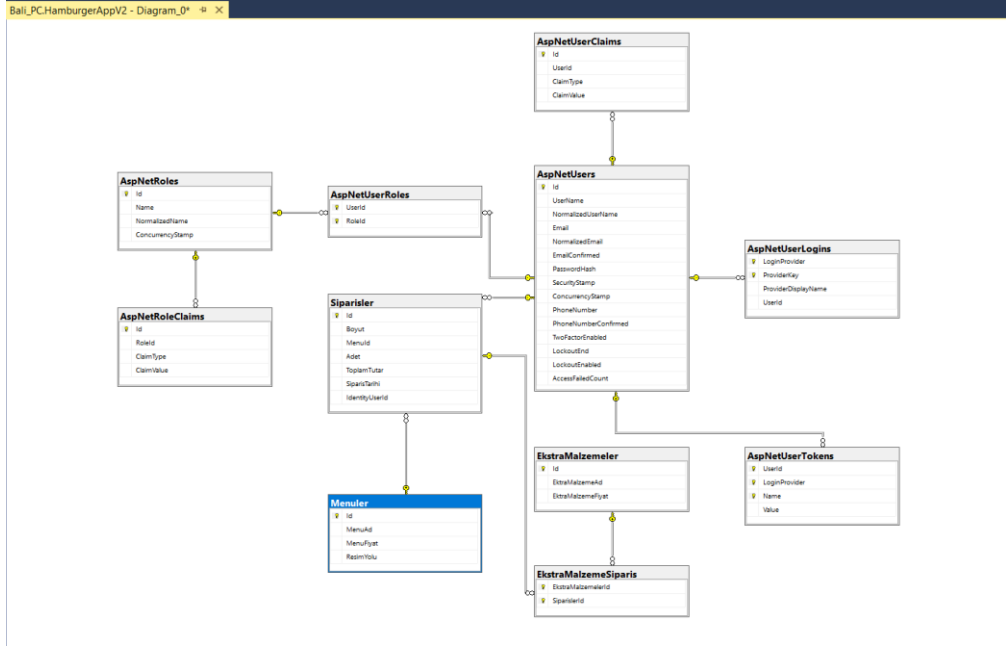 Bali_PC.HamburgerAppV2 - Diagram_0*
AspNetUserClaims
Id
UserId
ClaimType
ClaimValue
AspNetRoles
Id
Name
NormalizedName
ConcurrencyStamp
AspNetUserRoles
UserId
RoleId
AspNetUsers
Id
UserName
NormalizedUserName
Email
NormalizedEmail
EmailConfirmed
PasswordHash
SecurityStamp
ConcurrencyStamp
PhoneNumber
PhoneNumberConfirmed
TwoFactorEnabled
LockoutEnd
LockoutEnabled
AccessFailedCount
AspNetUserLogins
LoginProvider
ProviderKey
ProviderDisplayName
UserId
AspNetRoleClaims
Id
RoleId
ClaimType
ClaimValue
Siparisler
Id
Boyut
MenuId
Adet
ToplamTutar
SiparisTarihi
IdentityUserId
EkstraMalzemeler
Id
EktraMalzemeAd
EktraMalzemeFiyat
AspNetUserTokens
UserId
LoginProvider
Name
Value
Menuler
Id
MenuAd
MenuFiyat
ResimYolu
EkstraMalzemeSiparis
EkstraMalzemelerId
SiparislerId